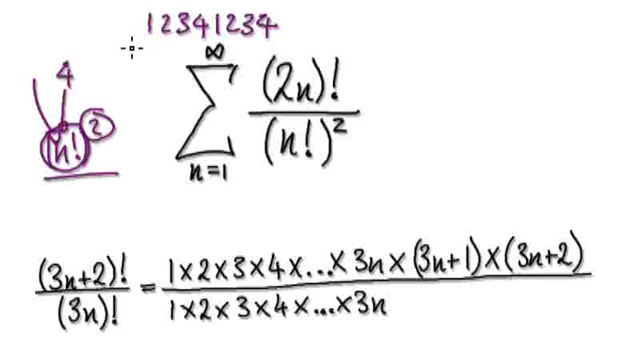 12341234
4
n! 2
∞
∑ (2n)!/(n!)²
n=1
(3n+2)!/(3n)! = 1×2×3×4×...×3n×(3n+1)×(3n+2)/1×2×3×4×...×3n